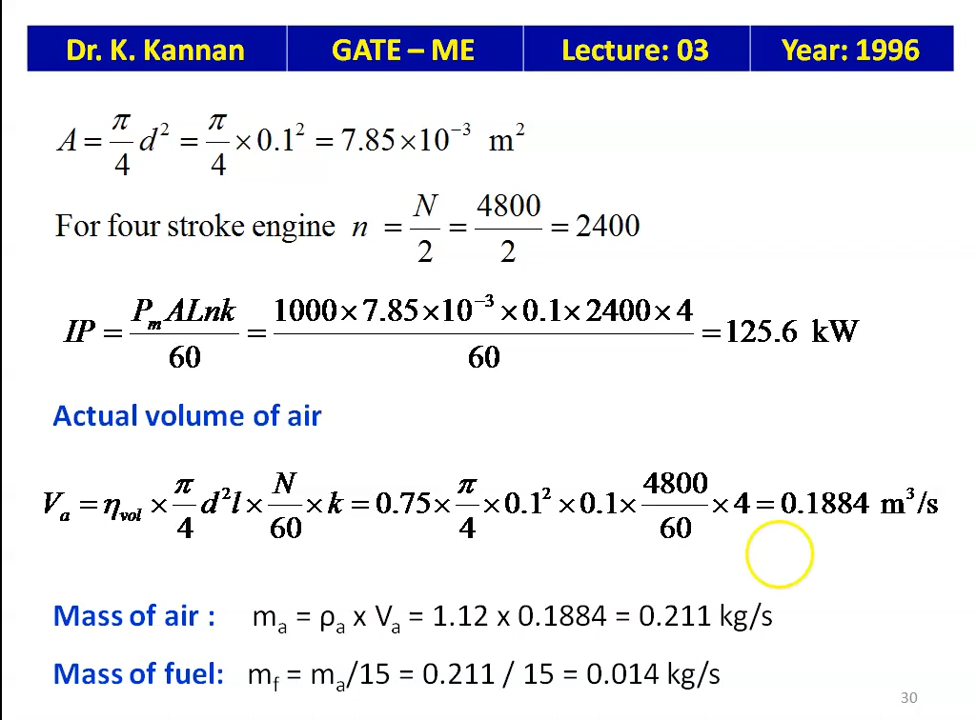 Dr. K. Kannan GATE – ME Lecture: 03 Year: 1996
A = π/4 d² = π/4 × 0.1² = 7.85×10⁻³ m²
For four stroke engine n = N/2 = 4800/2 = 2400
IP = PₘALnk/60 = 1000×7.85×10⁻³×0.1×2400×4/60 = 125.6 kW
Actual volume of air
Vₐ = ηᵥₒₗ × π/4 d²l × N/60 × k = 0.75 × π/4 × 0.1² × 0.1 × 4800/60 × 4 = 0.1884 m³/s
Mass of air : mₐ = ρₐ x Vₐ = 1.12 x 0.1884 = 0.211 kg/s
Mass of fuel: m_f = mₐ/15 = 0.211 / 15 = 0.014 kg/s
30